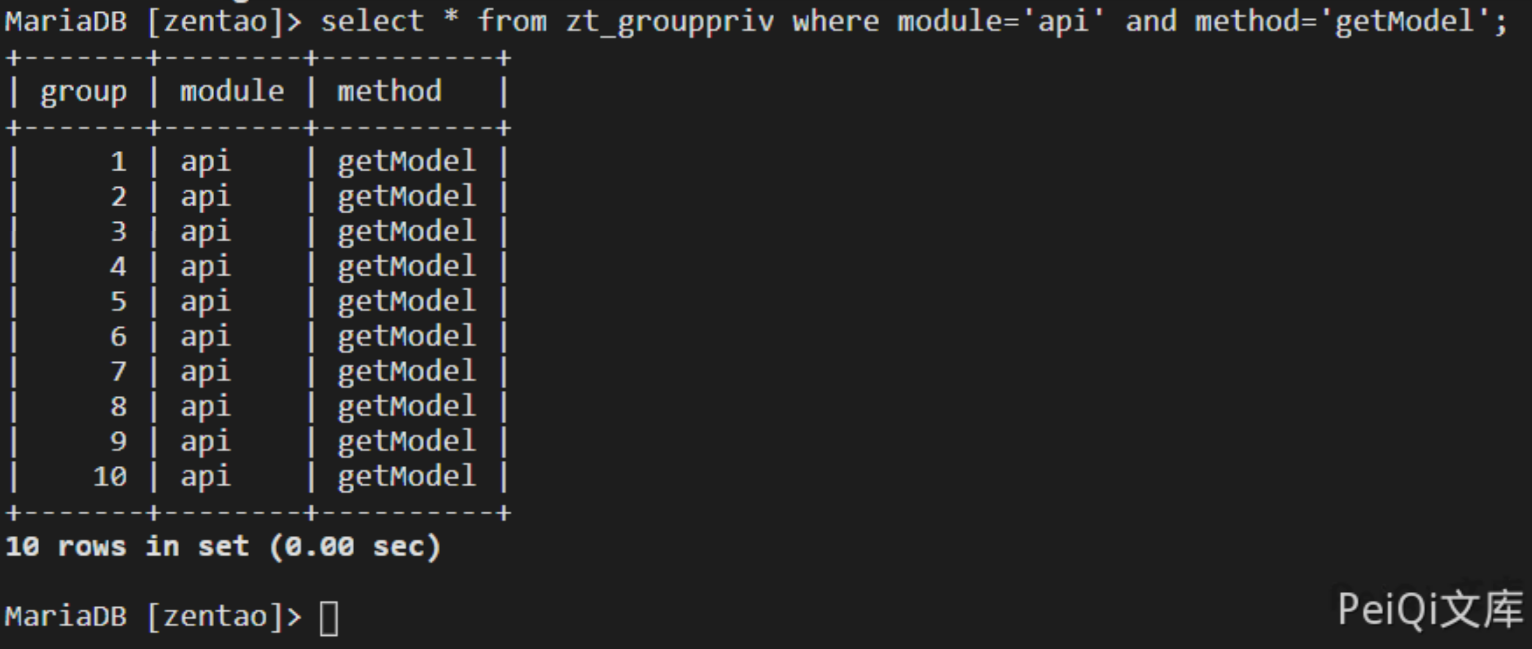 MariaDB [zentao]> select * from zt_grouppriv where module='api' and method='getModel';
+-------+--------+----------+
| group | module | method   |
+-------+--------+----------+
|     1 | api    | getModel |
|     2 | api    | getModel |
|     3 | api    | getModel |
|     4 | api    | getModel |
|     5 | api    | getModel |
|     6 | api    | getModel |
|     7 | api    | getModel |
|     8 | api    | getModel |
|     9 | api    | getModel |
|    10 | api    | getModel |
+-------+--------+----------+
10 rows in set (0.00 sec)
MariaDB [zentao]>
PeiQi文库